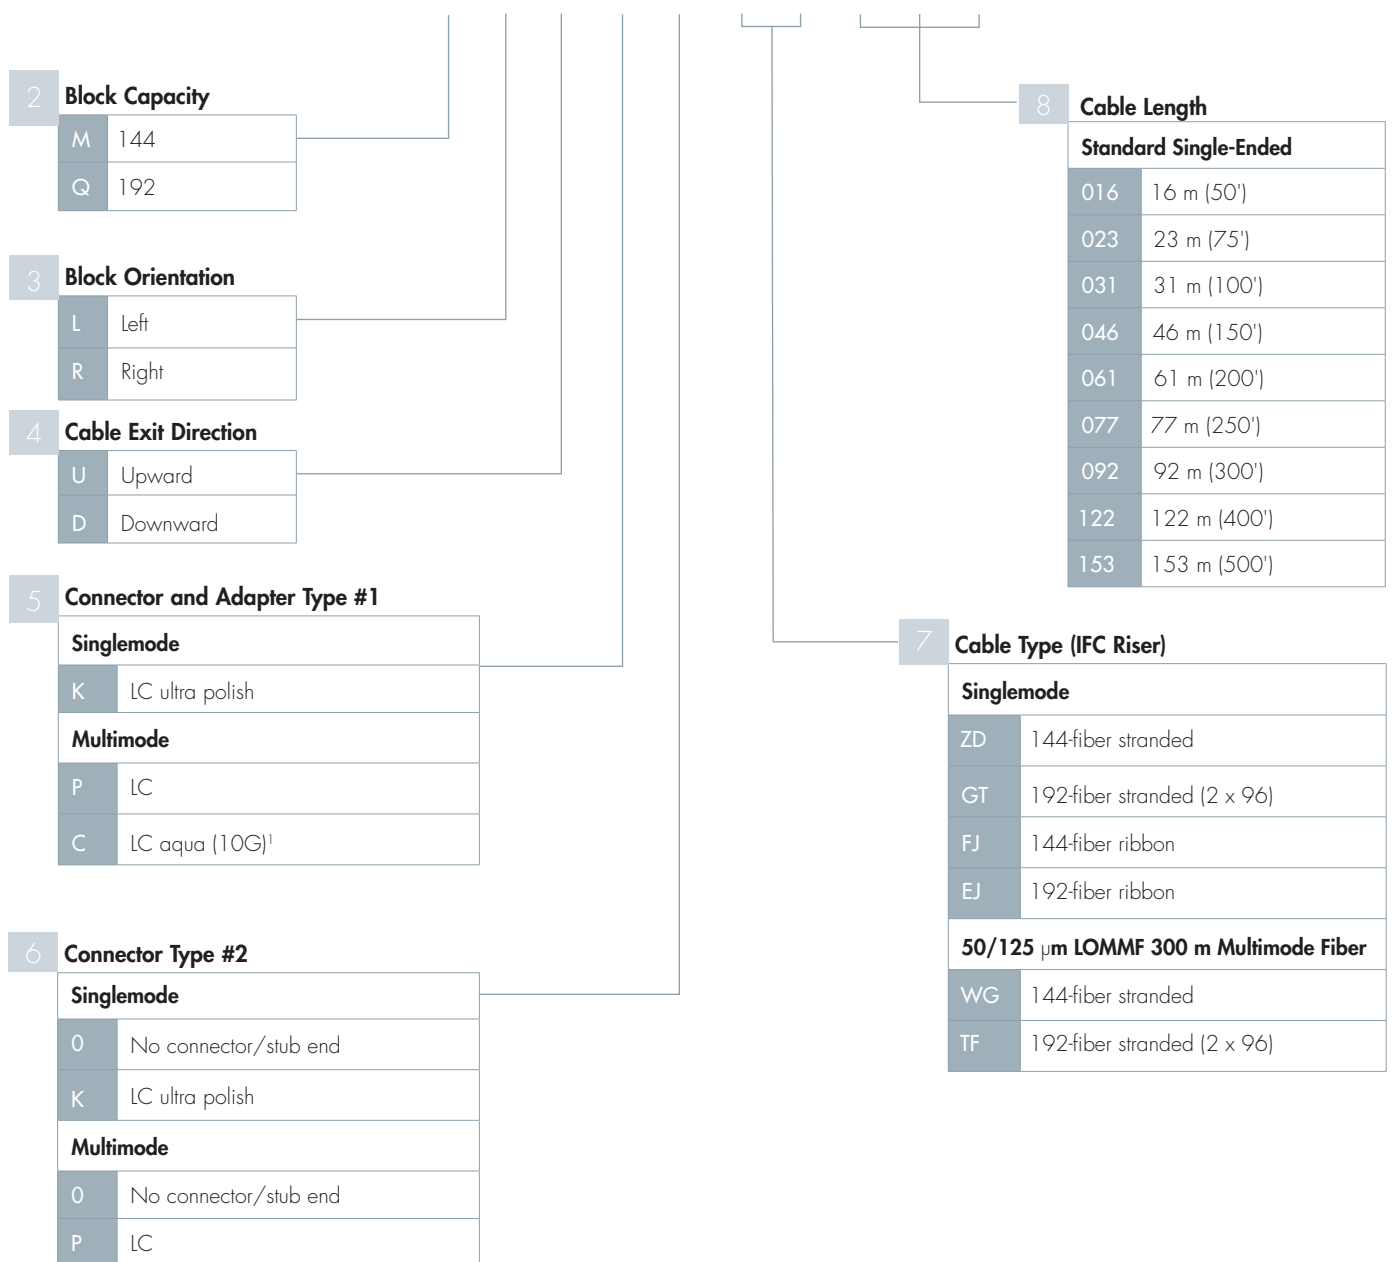 2 Block Capacity
M 144
Q 192
3 Block Orientation
L Left
R Right
4 Cable Exit Direction
U Upward
D Downward
5 Connector and Adapter Type #1
Singlemode
K LC ultra polish
Multimode
P LC
C LC aqua (10G)¹
6 Connector Type #2
Singlemode
0 No connector/stub end
K LC ultra polish
Multimode
0 No connector/stub end
P LC
8 Cable Length
Standard Single-Ended
016 16 m (50')
023 23 m (75')
031 31 m (100')
046 46 m (150')
061 61 m (200')
077 77 m (250')
092 92 m (300')
122 122 m (400')
153 153 m (500')
7 Cable Type (IFC Riser)
Singlemode
ZD 144-fiber stranded
GT 192-fiber stranded (2 x 96)
FJ 144-fiber ribbon
EJ 192-fiber ribbon
50/125 µm LOMMF 300 m Multimode Fiber
WG 144-fiber stranded
TF 192-fiber stranded (2 x 96)